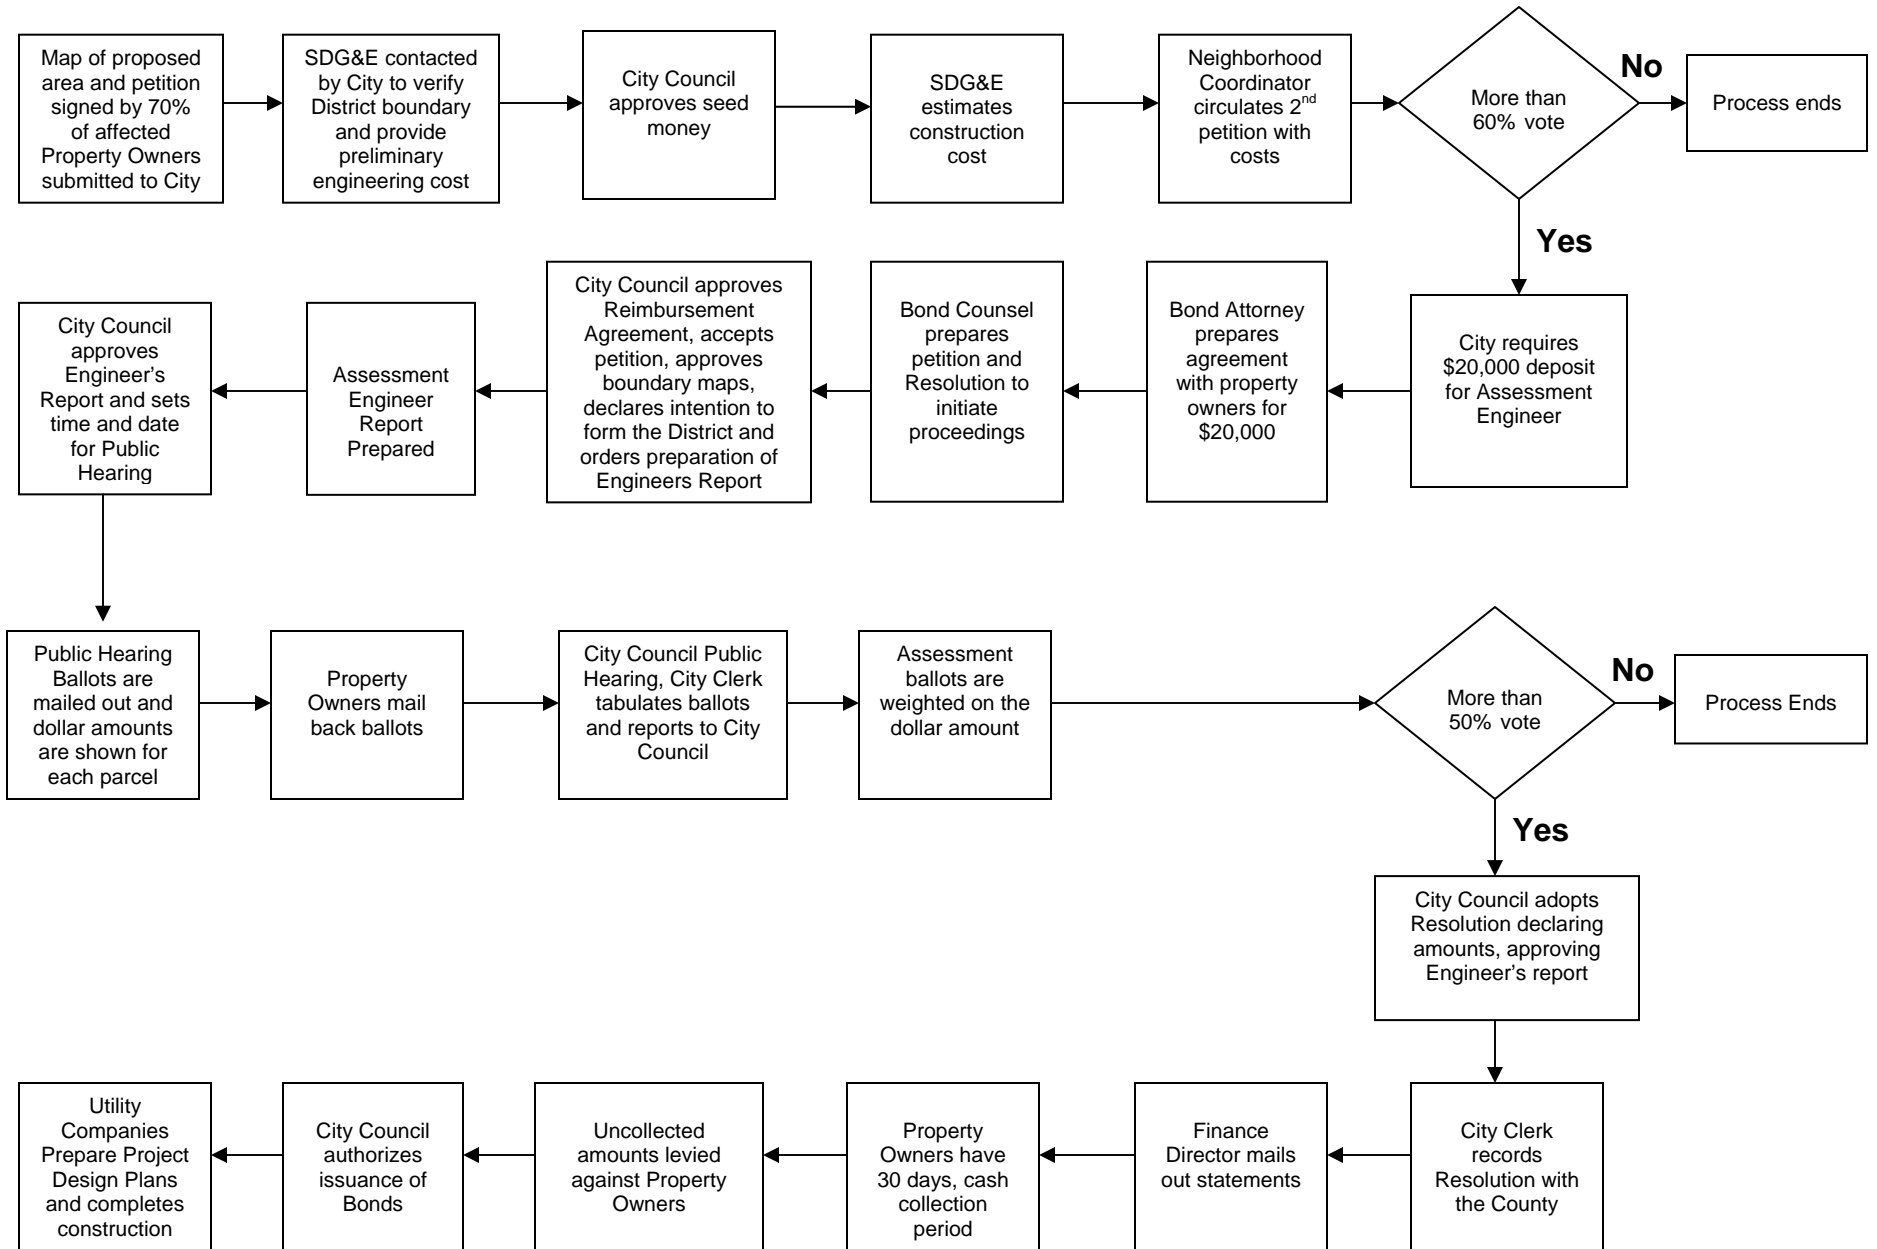 Map of proposed
area and petition
signed by 70%
of affected
Property Owners
submitted to City
SDG&E contacted
by City to verify
District boundary
and provide
preliminary
engineering cost
City Council
approves seed
money
SDG&E
estimates
construction
cost
Neighborhood
Coordinator
circulates 2nd
petition with
costs
More than
60% vote
No
Process ends
Yes
City requires
$20,000 deposit
for Assessment
Engineer
Bond Attorney
prepares
agreement
with property
owners for
$20,000
Bond Counsel
prepares
petition and
Resolution to
initiate
proceedings
City Council approves
Reimbursement
Agreement, accepts
petition, approves
boundary maps,
declares intention to
form the District and
orders preparation of
Engineers Report
Assessment
Engineer
Report
Prepared
City Council
approves
Engineer’s
Report and sets
time and date
for Public
Hearing
Public Hearing
Ballots are
mailed out and
dollar amounts
are shown for
each parcel
Property
Owners mail
back ballots
City Council Public
Hearing, City Clerk
tabulates ballots
and reports to City
Council
Assessment
ballots are
weighted on the
dollar amount
More than
50% vote
No
Process Ends
Yes
City Council adopts
Resolution declaring
amounts, approving
Engineer’s report
City Clerk
records
Resolution with
the County
Finance
Director mails
out statements
Property
Owners have
30 days, cash
collection
period
Uncollected
amounts levied
against Property
Owners
City Council
authorizes
issuance of
Bonds
Utility
Companies
Prepare Project
Design Plans
and completes
construction